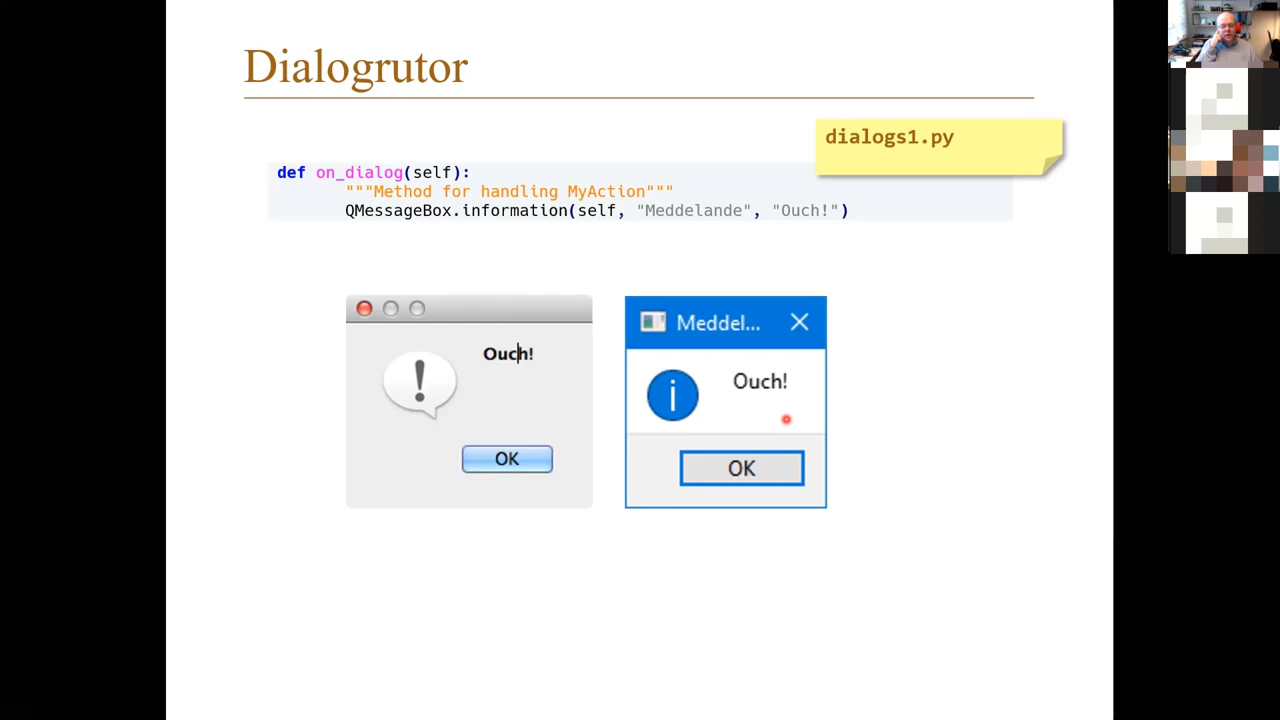 Dialogrutor
dialogs1.py
def on_dialog(self):
"""Method for handling MyAction"""
QMessageBox.information(self, "Meddelande", "Ouch!")
Ouch!
OK
Meddel...
Ouch!
OK